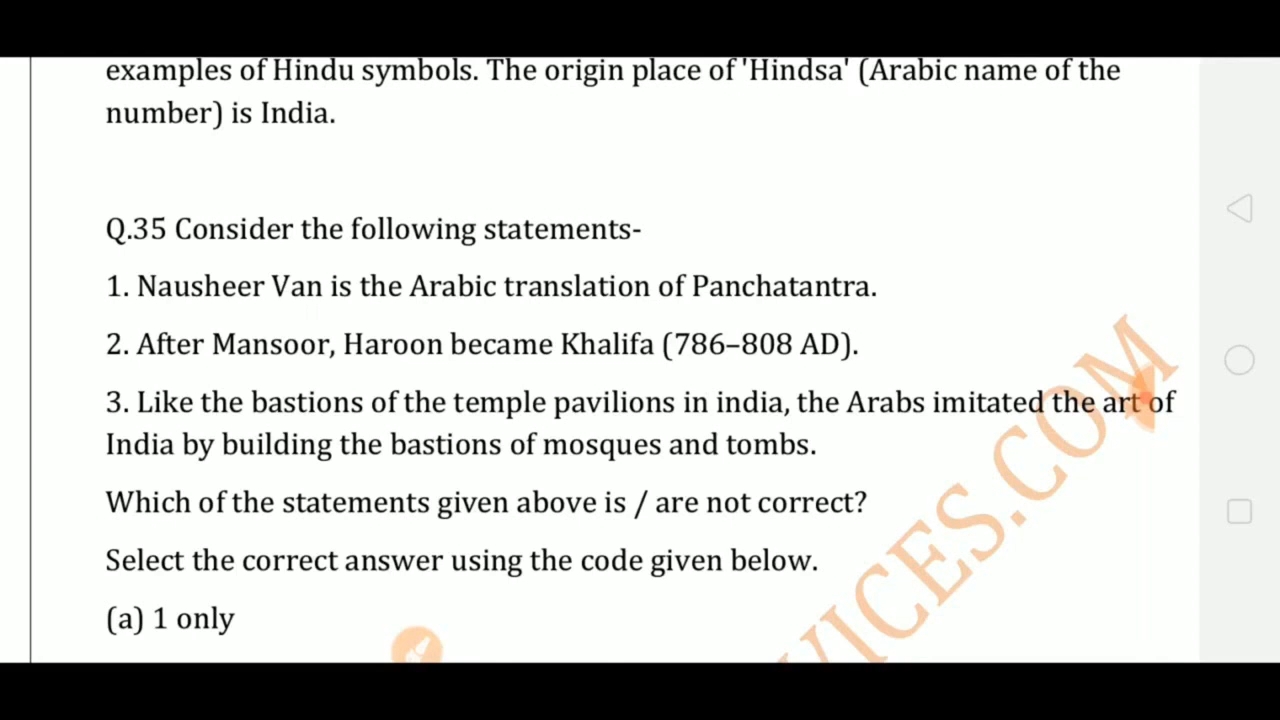 examples of Hindu symbols. The origin place of 'Hindsa' (Arabic name of the
number) is India.
Q.35 Consider the following statements-
1. Nausheer Van is the Arabic translation of Panchatantra.
2. After Mansoor, Haroon became Khalifa (786–808 AD).
3. Like the bastions of the temple pavilions in india, the Arabs imitated the art of
India by building the bastions of mosques and tombs.
Which of the statements given above is / are not correct?
Select the correct answer using the code given below.
(a) 1 only
VICES.COM